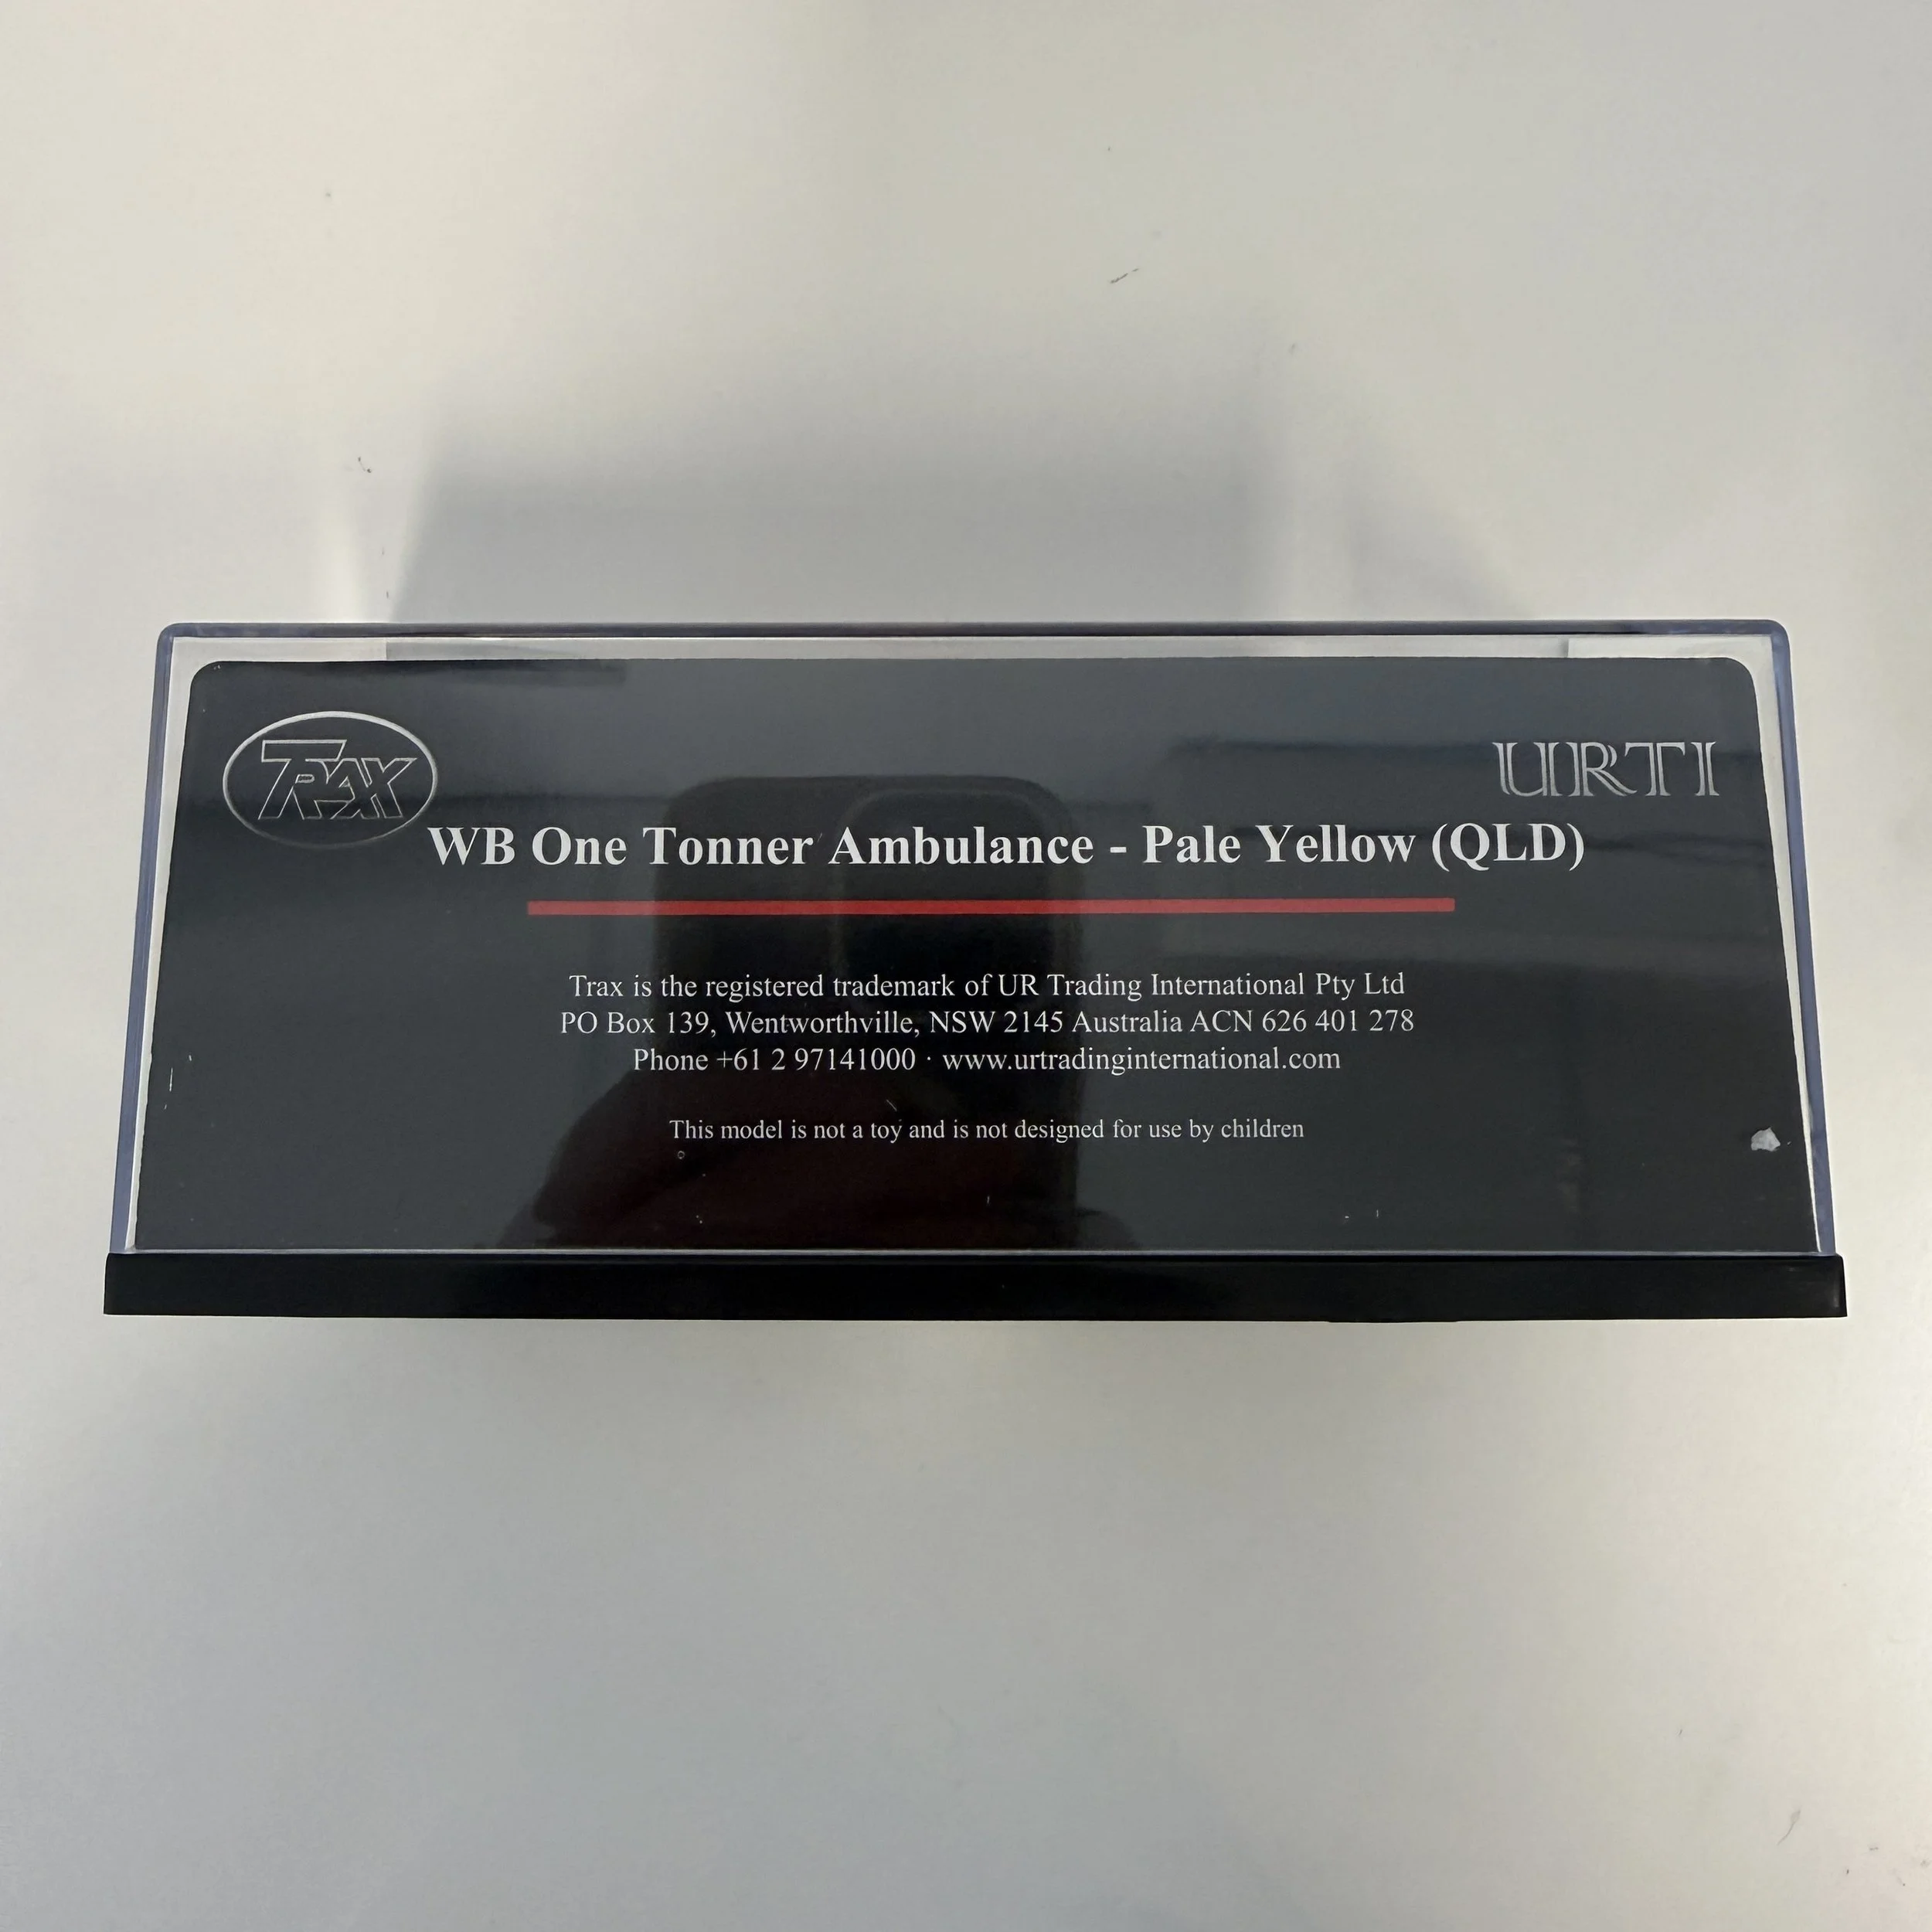 TRAX
URTI
WB One Tonner Ambulance - Pale Yellow (QLD)
Trax is the registered trademark of UR Trading International Pty Ltd
PO Box 139, Wentworthville, NSW 2145 Australia ACN 626 401 278
Phone +61 2 97141000 · www.urtradinginternational.com
This model is not a toy and is not designed for use by children